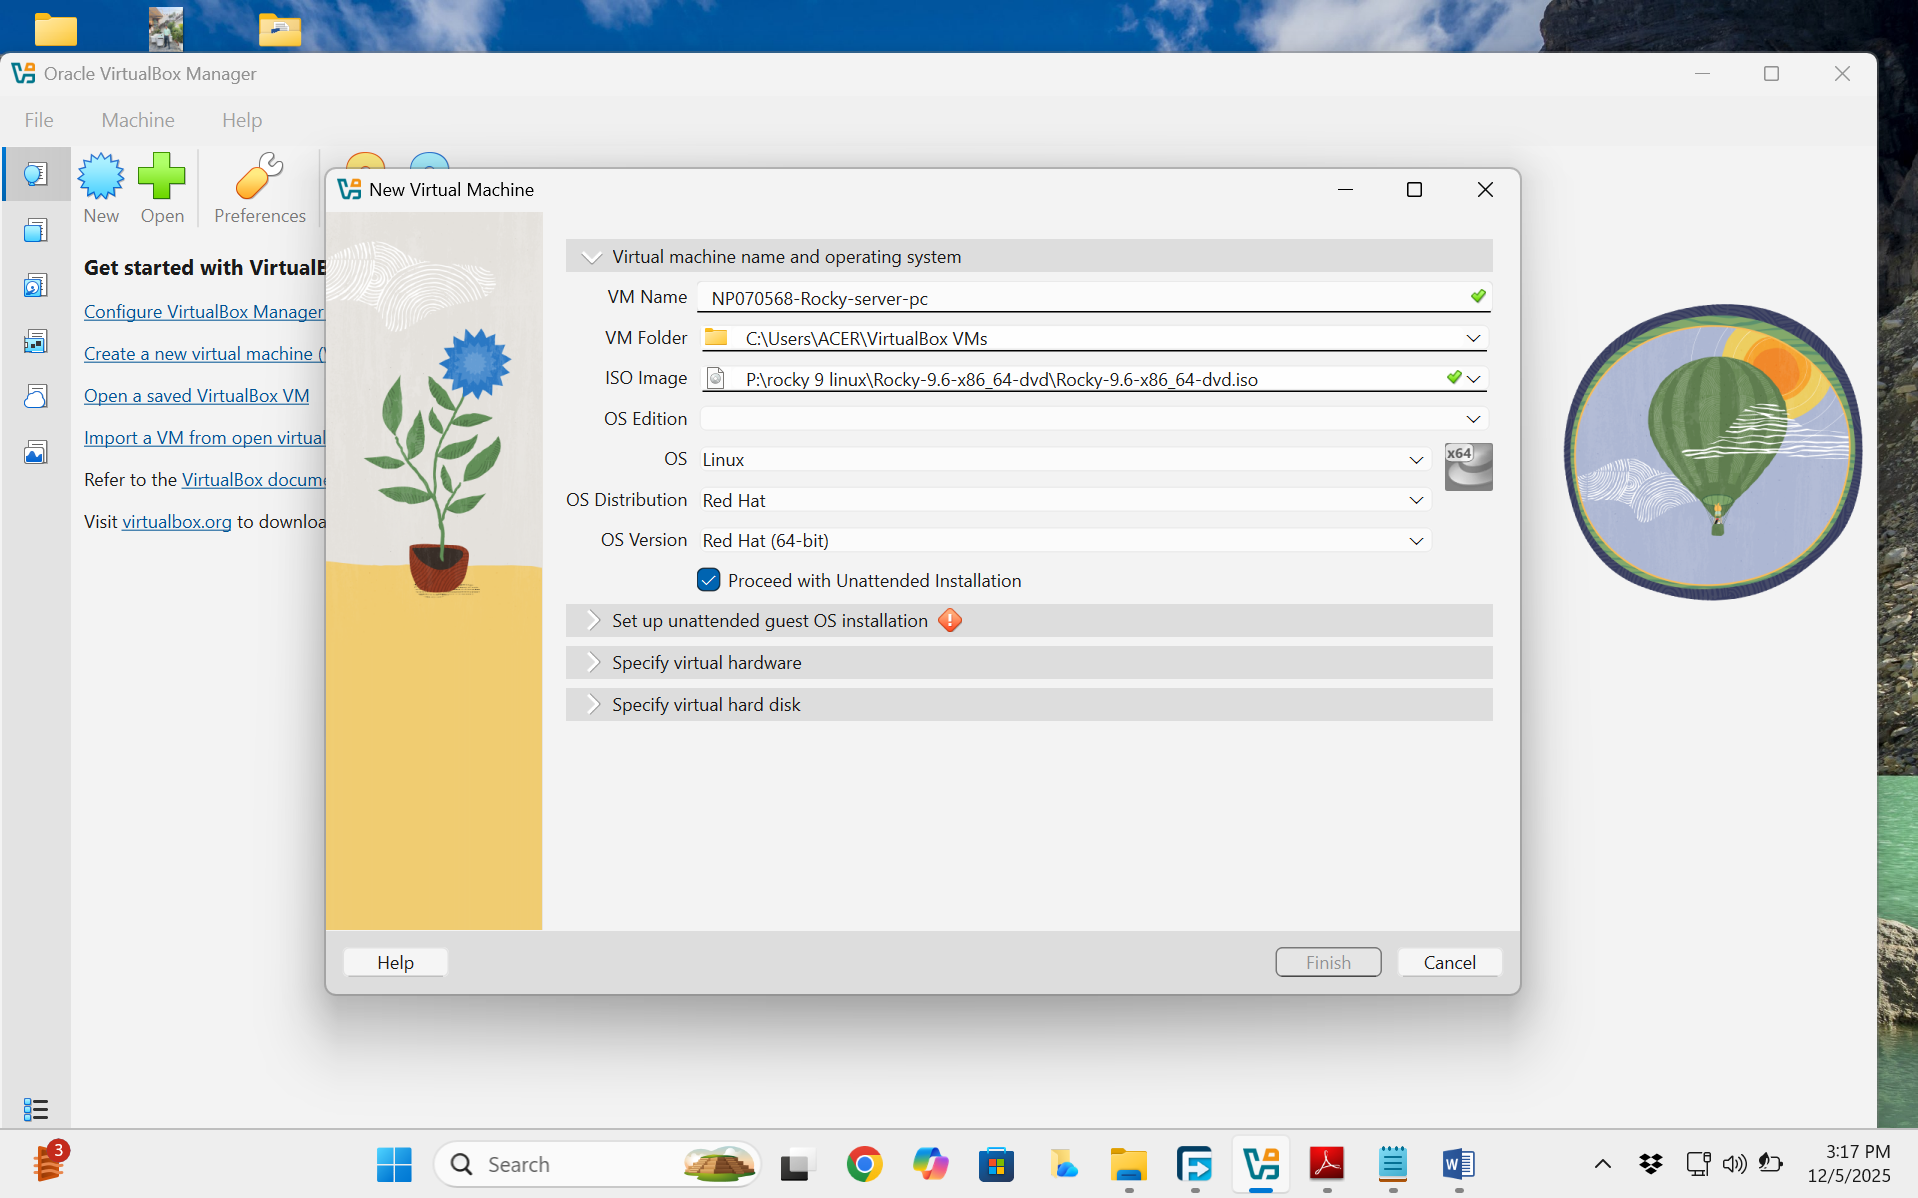 Oracle VirtualBox Manager
File Machine Help
New Open Preferences
Get started with VirtualB
Configure VirtualBox Manager
Create a new virtual machine (
Open a saved VirtualBox VM
Import a VM from open virtual
Refer to the VirtualBox docume
Visit virtualbox.org to downloa
New Virtual Machine
Virtual machine name and operating system
VM Name NP070568-Rocky-server-pc
VM Folder C:\Users\ACER\VirtualBox VMs
ISO Image P:\rocky 9 linux\Rocky-9.6-x86_64-dvd\Rocky-9.6-x86_64-dvd.iso
OS Edition
OS Linux
x64
OS Distribution Red Hat
OS Version Red Hat (64-bit)
Proceed with Unattended Installation
Set up unattended guest OS installation
Specify virtual hardware
Specify virtual hard disk
Help Finish Cancel
3
Search
3:17 PM
12/5/2025